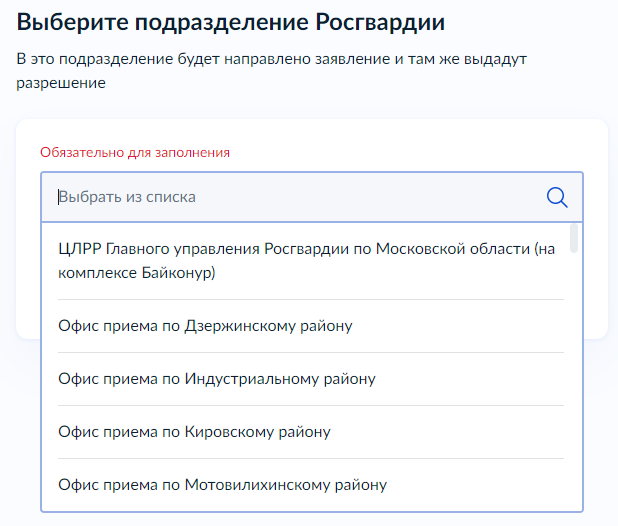 Выберите подразделение Росгвардии
В это подразделение будет направлено заявление и там же выдадут
разрешение
Обязательно для заполнения
Выбрать из списка
ЦЛРР Главного управления Росгвардии по Московской области (на
комплексе Байконур)
Офис приема по Дзержинскому району
Офис приема по Индустриальному району
Офис приема по Кировскому району
Офис приема по Мотовилихинскому району